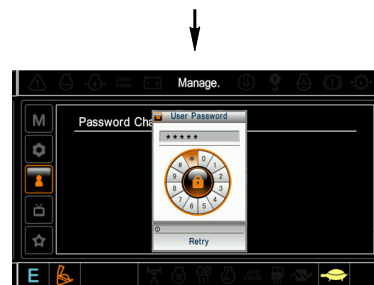 Manage.
M
Password Cha
User Password
*****
* 0 1 2 3 4 5 6 7 8 9 #
Retry
E